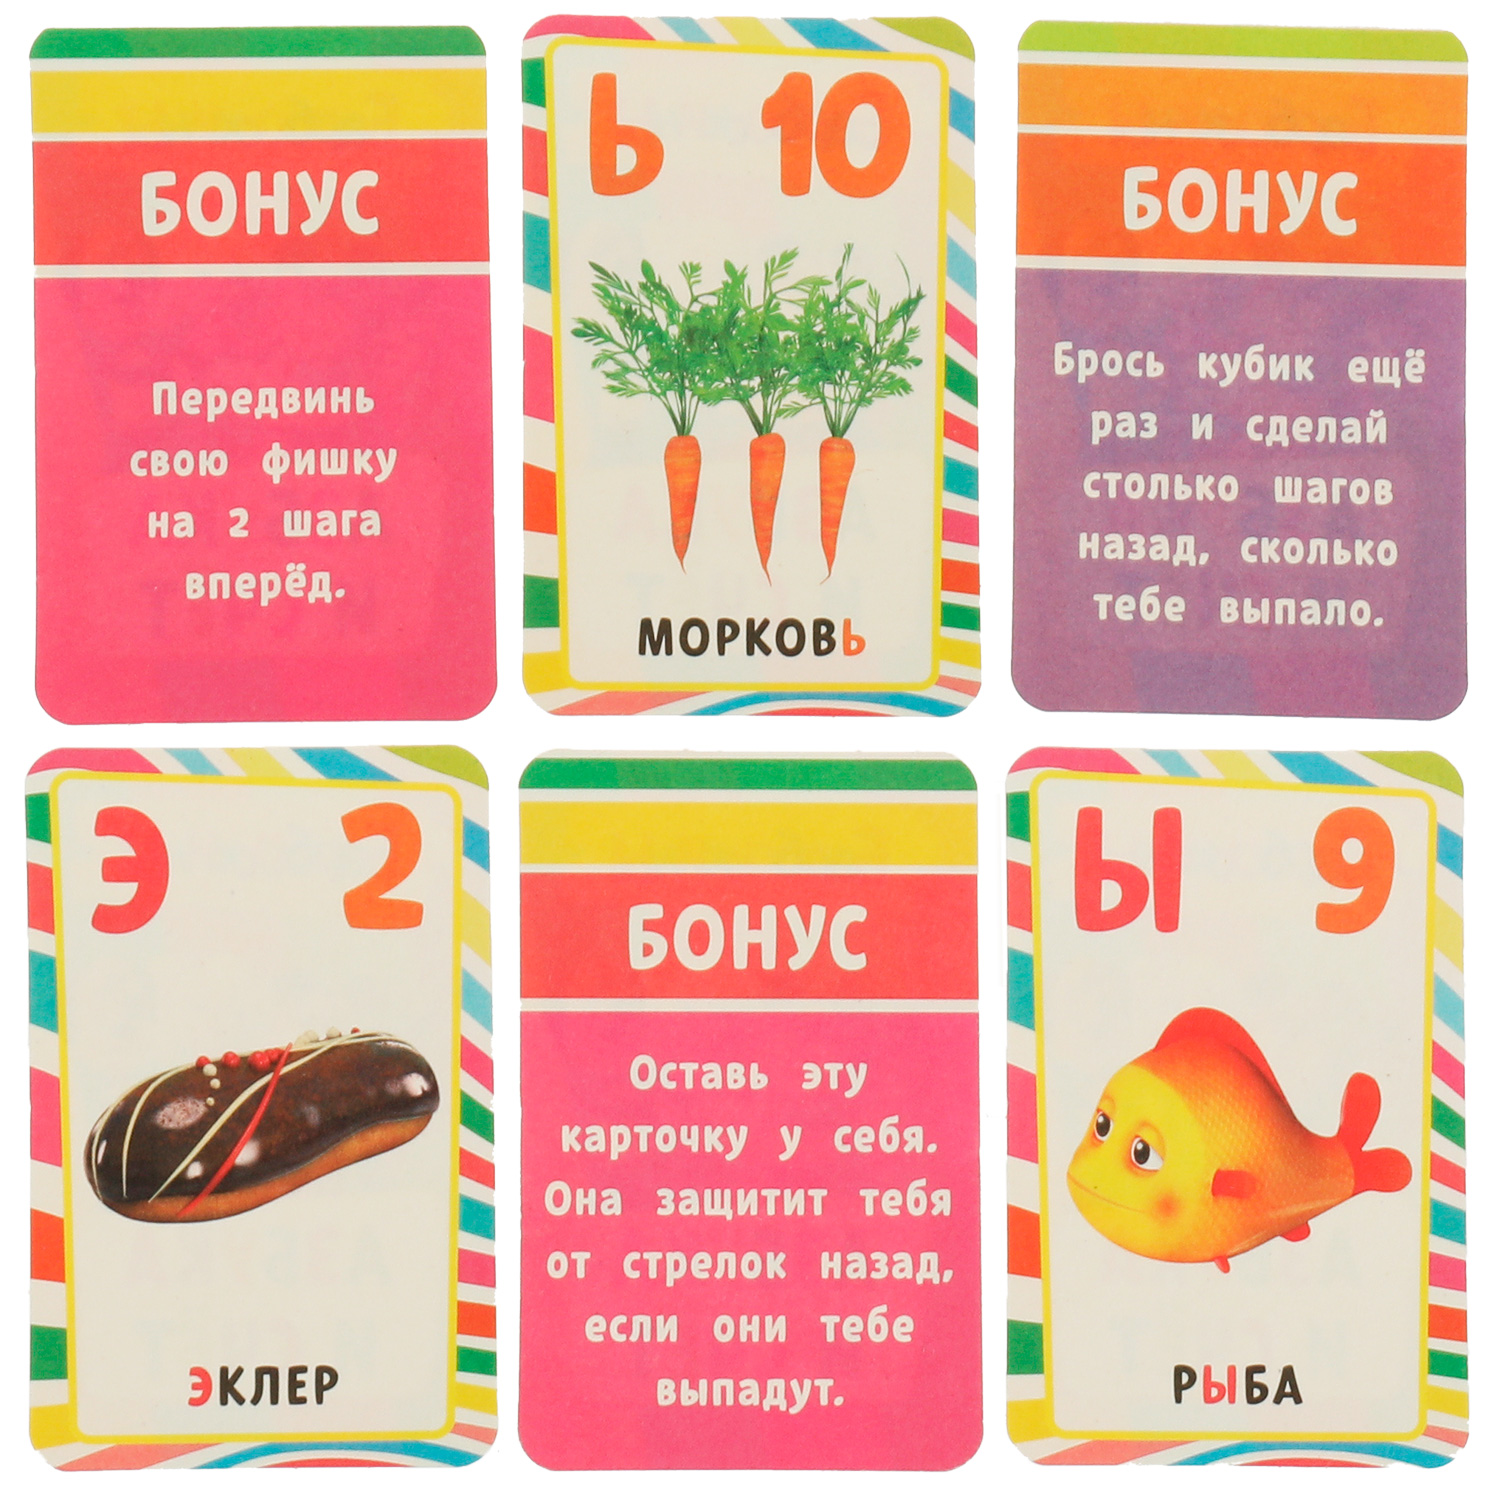 БОНУС
Передвинь
свою фишку
на 2 шага
вперёд.
Ь 10
МОРКОВЬ
БОНУС
Брось кубик ещё
раз и сделай
столько шагов
назад, сколько
тебе выпало.
Э 2
ЭКЛЕР
БОНУС
Оставь эту
карточку у себя.
Она защитит тебя
от стрелок назад,
если они тебе
выпадут.
Ы 9
РЫБА